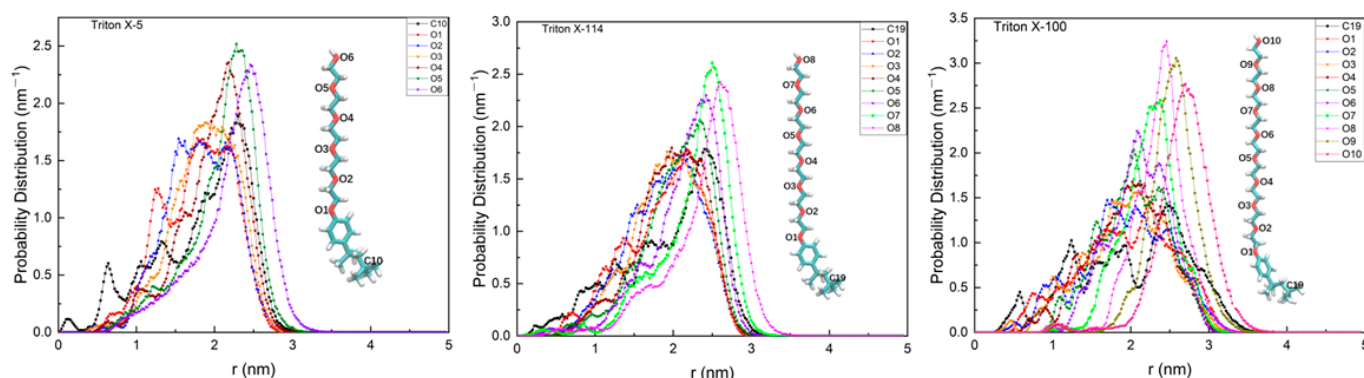 Triton X-5
C10
O1
O2
O3
O4
O5
O6
O6
O5
O4
O3
O2
O1
C10
Probability Distribution (nm⁻¹)
2.5
2.0
1.5
1.0
0.5
0.0
0 1 2 3 4 5
r (nm)
Triton X-114
C19
O1
O2
O3
O4
O5
O6
O7
O8
O8
O7
O6
O5
O4
O3
O2
O1
C19
Probability Distribution (nm⁻¹)
3.0
2.5
2.0
1.5
1.0
0.5
0.0
0 1 2 3 4 5
r (nm)
Triton X-100
C19
O1
O2
O3
O4
O5
O6
O7
O8
O9
O10
O10
O9
O8
O7
O6
O5
O4
O3
O2
O1
C19
Probability Distribution (nm⁻¹)
3.5
3.0
2.5
2.0
1.5
1.0
0.5
0.0
0 1 2 3 4 5
r (nm)